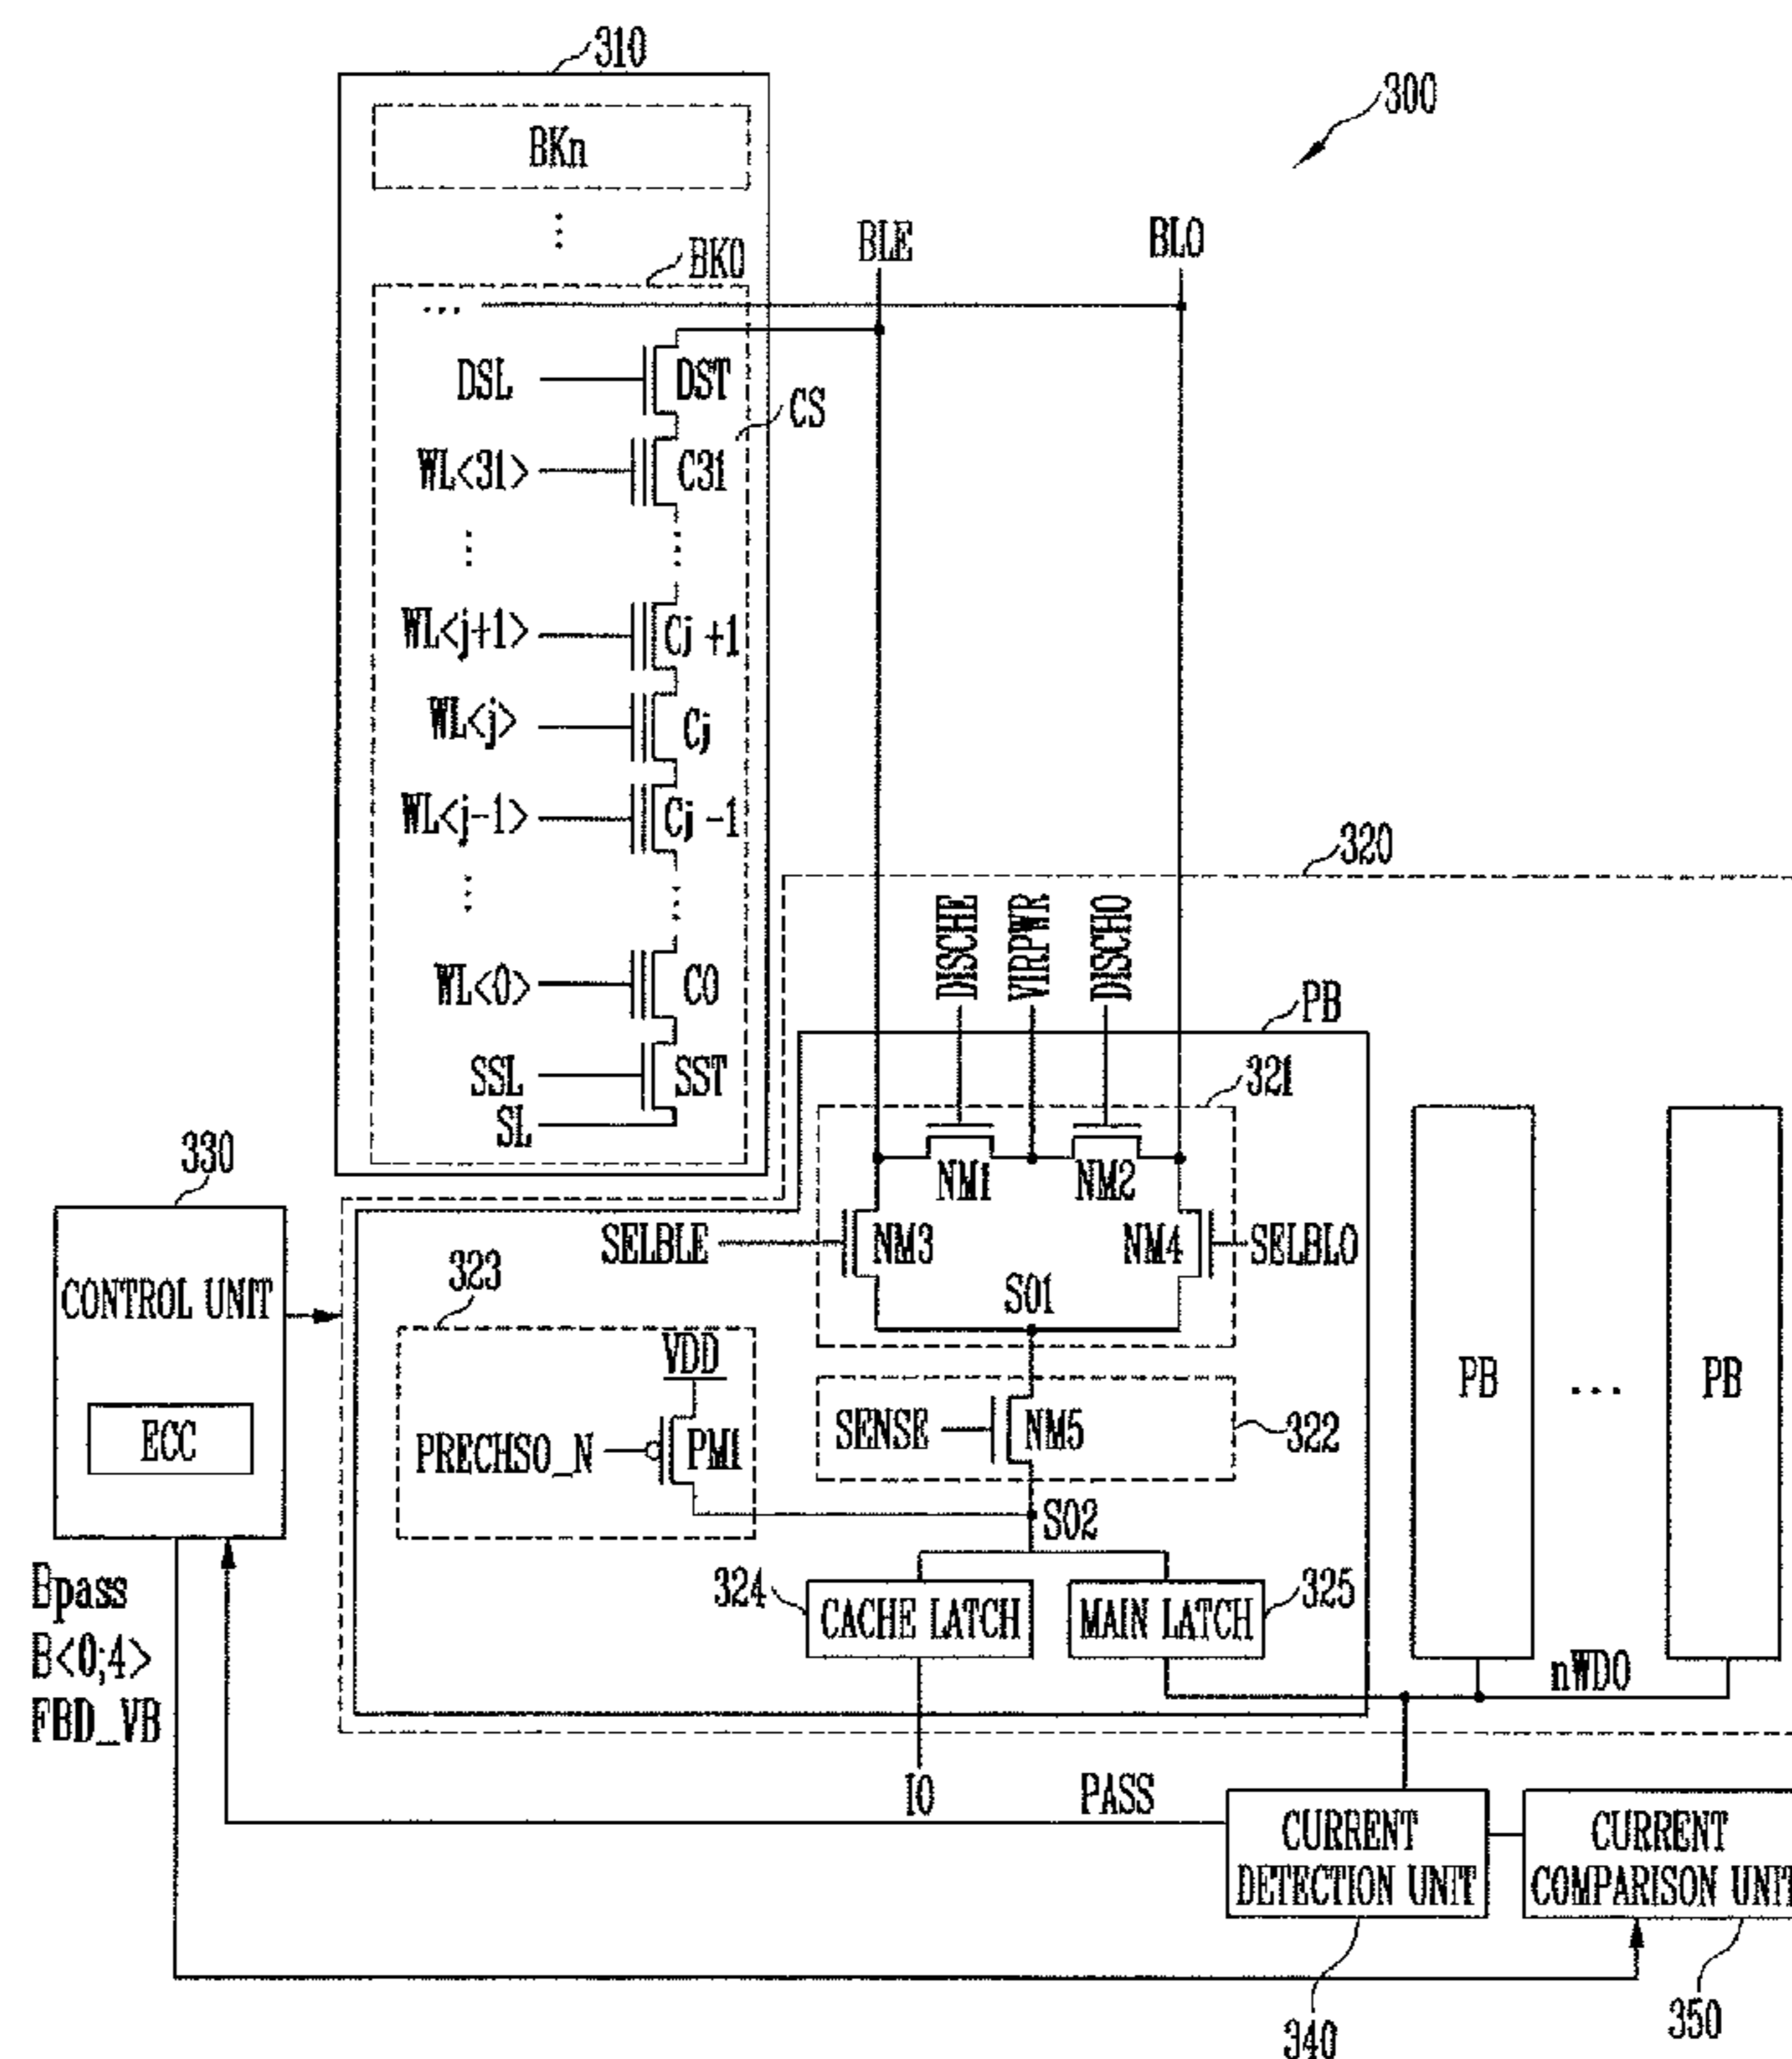 310
300
BKn
BLE
BLO
BK0
...
DSL
DST
CS
WL<31>
C31
WL<j+1>
Cj +1
WL<j>
Cj
WL<j-1>
Cj -1
320
DISCHE
VIRPWR
DISCHO
WL<0>
C0
PB
SSL
SST
321
SL
330
NM1
NM2
SELBLE
NM3
NM4
SELBLO
323
CONTROL UNIT
SO1
VDD
PB
...
PB
ECC
PRECHSO_N
PM1
SENSE
NM5
322
SO2
Bpass
324
CACHE LATCH
MAIN LATCH
325
B<0;4>
nWDO
FBD_VB
IO
PASS
CURRENT
DETECTION UNIT
CURRENT
COMPARISON UNIT
340
350